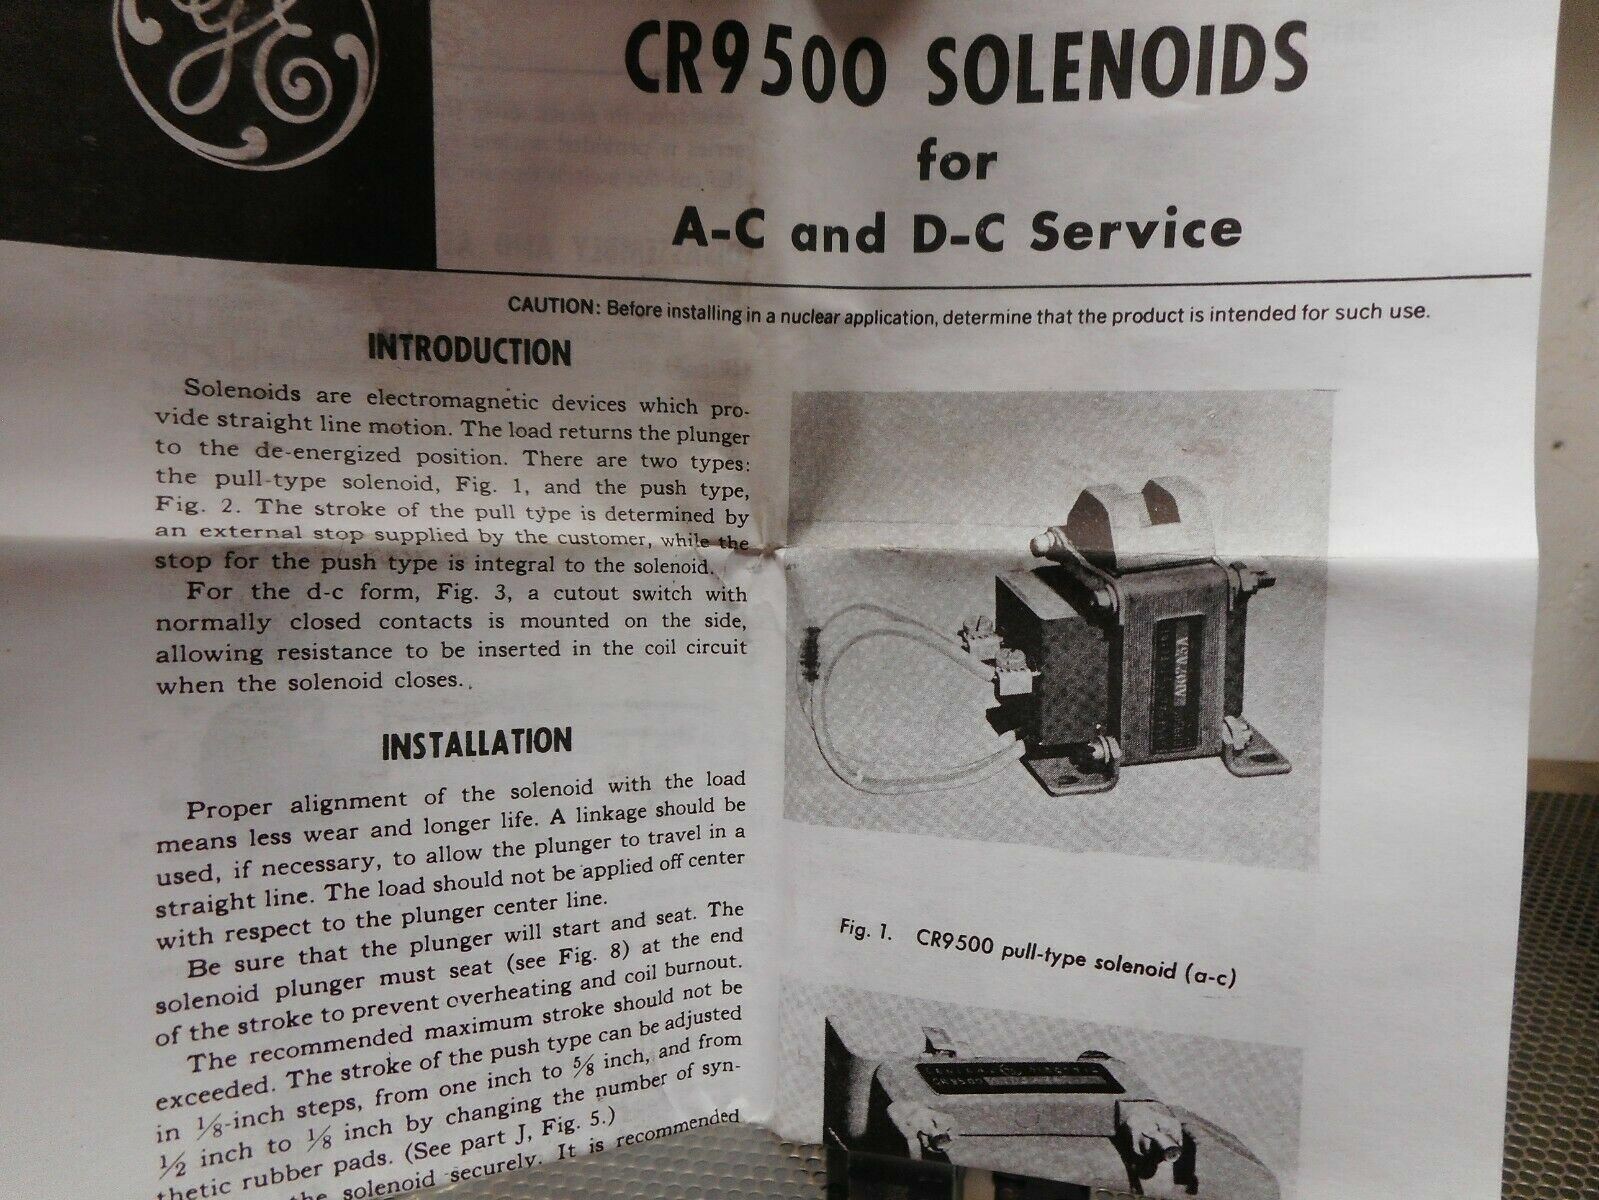 GE
CR9500 SOLENOIDS
for
A-C and D-C Service
CAUTION: Before installing in a nuclear application, determine that the product is intended for such use.
INTRODUCTION
Solenoids are electromagnetic devices which pro-
vide straight line motion. The load returns the plunger
to the de-energized position. There are two types:
the pull-type solenoid, Fig. 1, and the push type,
Fig. 2. The stroke of the pull type is determined by
an external stop supplied by the customer, while the
stop for the push type is integral to the solenoid.
For the d-c form, Fig. 3, a cutout switch with
normally closed contacts is mounted on the side,
allowing resistance to be inserted in the coil circuit
when the solenoid closes.
INSTALLATION
Proper alignment of the solenoid with the load
means less wear and longer life. A linkage should be
used, if necessary, to allow the plunger to travel in a
straight line. The load should not be applied off center
with respect to the plunger center line.
Be sure that the plunger will start and seat. The
solenoid plunger must seat (see Fig. 8) at the end
of the stroke to prevent overheating and coil burnout.
The recommended maximum stroke should not be
exceeded. The stroke of the push type can be adjusted
in 1/8-inch steps, from one inch to 5/8 inch, and from
1/2 inch to 1/8 inch by changing the number of syn-
thetic rubber pads. (See part J, Fig. 5.)
the solenoid securely. It is recommended
Fig. 1. CR9500 pull-type solenoid (a-c)
CR9500